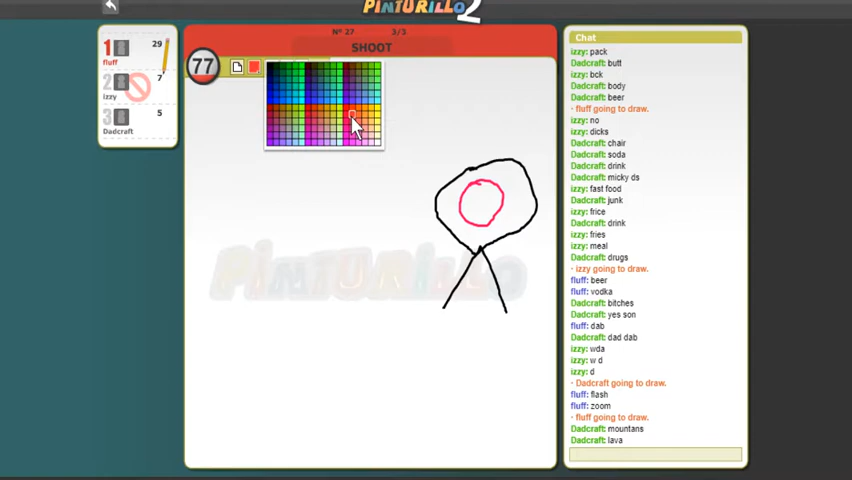 PINTURILLO 2
Nº 27 3/3
SHOOT
77
1 29
fluff
2 7
izzy
3 5
Dadcraft
PINTURILLO
Chat
izzy: pack
Dadcraft: butt
izzy: bck
Dadcraft: body
Dadcraft: beer
- fluff going to draw.
izzy: no
izzy: dicks
Dadcraft: chair
Dadcraft: soda
Dadcraft: drink
Dadcraft: micky ds
izzy: fast food
Dadcraft: junk
izzy: frice
Dadcraft: drink
izzy: fries
izzy: meal
Dadcraft: drugs
- izzy going to draw.
fluff: beer
fluff: vodka
Dadcraft: bitches
Dadcraft: yes son
fluff: dab
Dadcraft: dad dab
izzy: wda
izzy: w d
izzy: d
- Dadcraft going to draw.
fluff: flash
fluff: zoom
- fluff going to draw.
Dadcraft: mountans
Dadcraft: lava